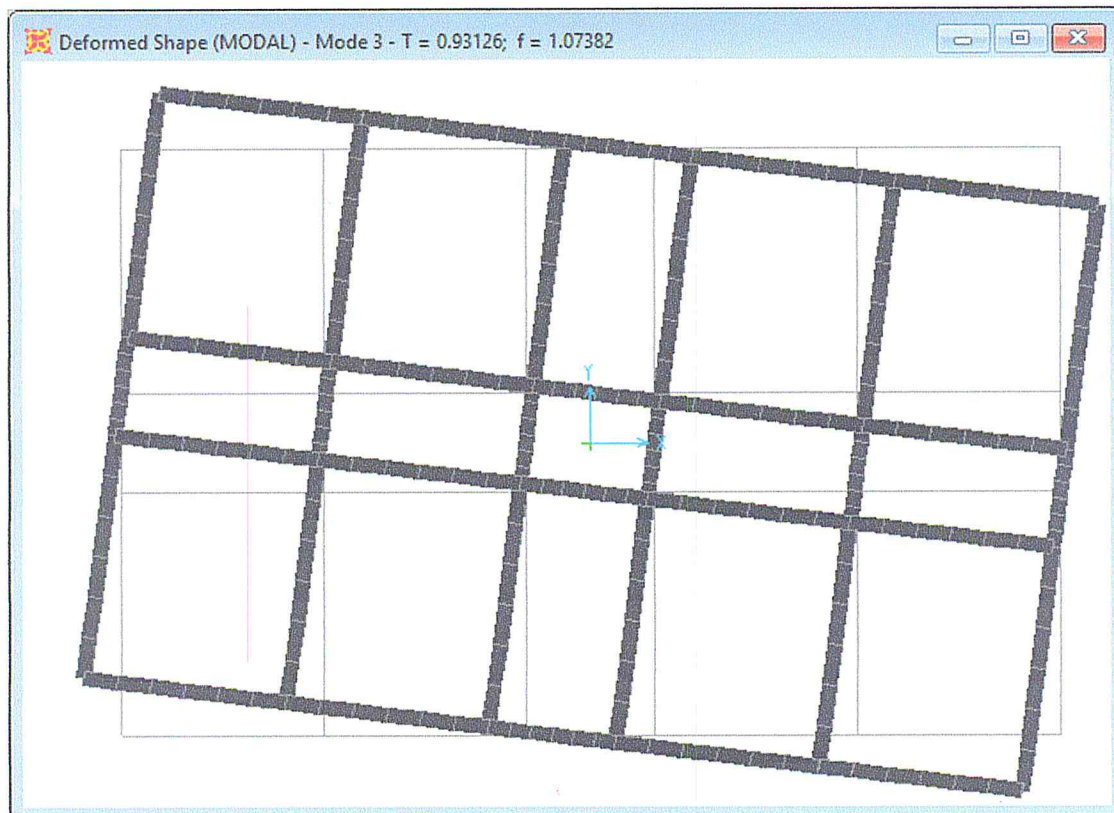 Deformed Shape (MODAL) - Mode 3 - T = 0.93126; f = 1.07382
Y
X